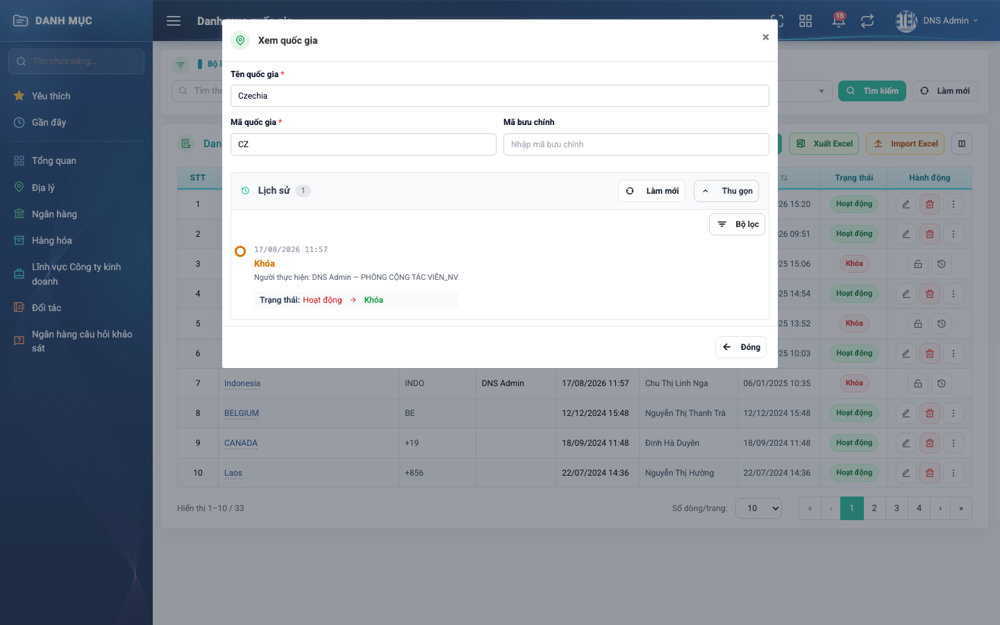 DANH MỤC
Danh mục quốc gia
15
DNS Admin
Tìm chức năng...
Yêu thích
Gần đây
Tổng quan
Địa lý
Ngân hàng
Hàng hóa
Lĩnh vực Công ty kinh
doanh
Đối tác
Ngân hàng câu hỏi khảo
sát
Xem quốc gia
×
Tên quốc gia *
Czechia
Mã quốc gia *
Mã bưu chính
CZ
Nhập mã bưu chính
Lịch sử 1
Làm mới
Thu gọn
Bộ lọc
17/08/2026 11:57
Khóa
Người thực hiện: DNS Admin — PHÒNG CỘNG TÁC VIÊN_NV
Trạng thái: Hoạt động → Khóa
Đóng
Tìm kiếm
Làm mới
Xuất Excel
Import Excel
STT
Trạng thái
Hành động
1
26 15:20
Hoạt động
2
26 09:51
Hoạt động
3
25 15:06
Khóa
4
25 14:54
Hoạt động
5
25 13:52
Khóa
6
25 10:03
Hoạt động
7 Indonesia INDO DNS Admin 17/08/2026 11:57 Chu Thị Linh Nga 06/01/2025 10:35 Khóa
8 BELGIUM BE 12/12/2024 15:48 Nguyễn Thị Thanh Trà 12/12/2024 15:48 Hoạt động
9 CANADA +19 18/09/2024 11:48 Đinh Hà Duyên 18/09/2024 11:48 Hoạt động
10 Laos +856 22/07/2024 14:36 Nguyễn Thị Hường 22/07/2024 14:36 Hoạt động
Hiển thị 1–10 / 33
Số dòng/trang: 10
« ‹ 1 2 3 4 › »